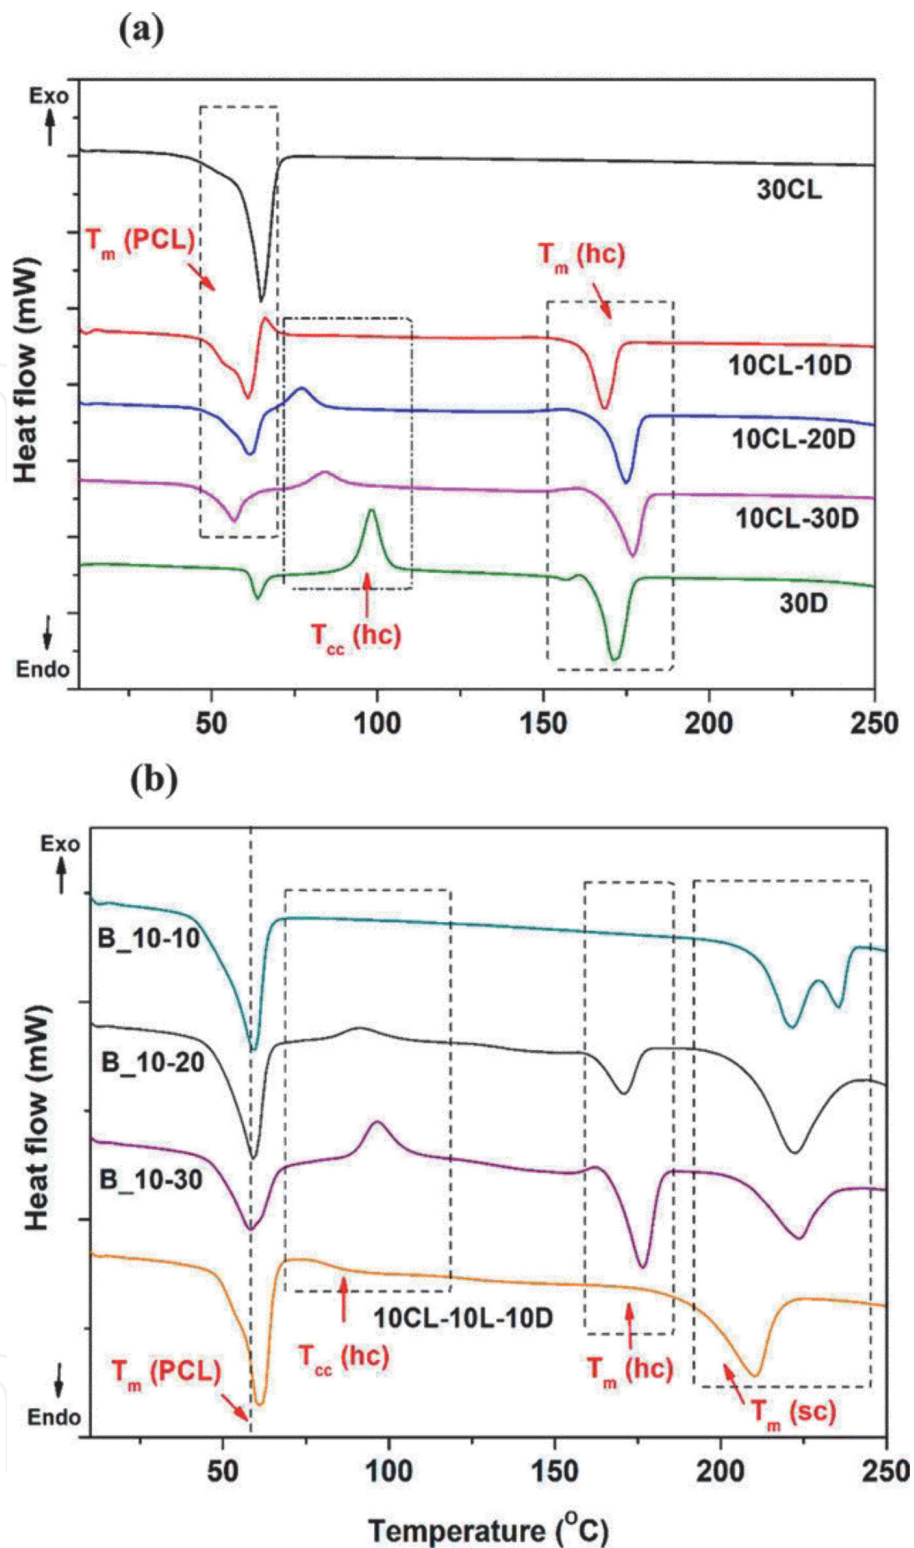 (a)
Exo
30CL
Tm (PCL)
Tm (hc)
Heat flow (mW)
10CL-10D
10CL-20D
10CL-30D
30D
Tcc (hc)
Endo
50 100 150 200 250
(b)
Exo
B_10-10
B_10-20
Heat flow (mW)
B_10-30
10CL-10L-10D
Tcc (hc)
Tm (hc)
Tm (PCL)
Tm (sc)
Endo
50 100 150 200 250
Temperature (°C)